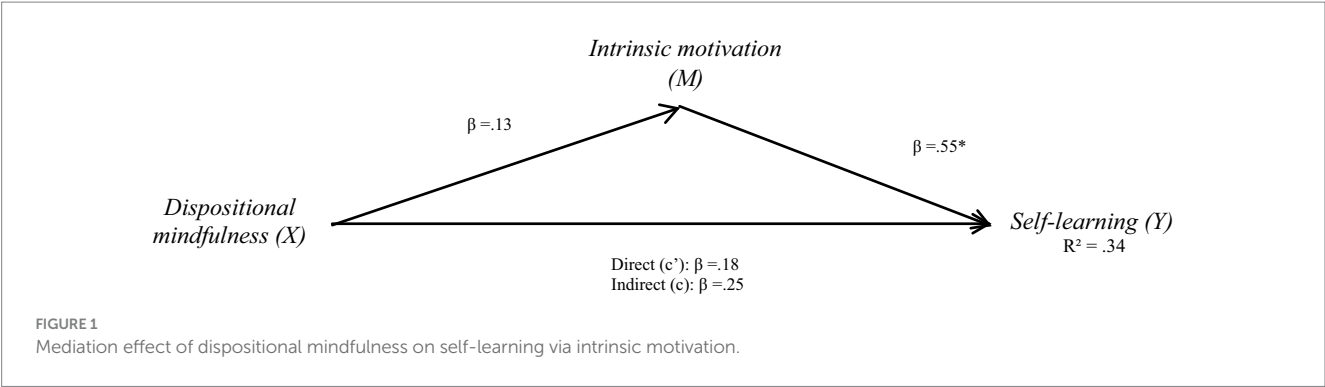 Intrinsic motivation
(M)
β =.13
β =.55*
Dispositional
mindfulness (X)
Self-learning (Y)
R² = .34
Direct (c’): β =.18
Indirect (c): β =.25
FIGURE 1
Mediation effect of dispositional mindfulness on self-learning via intrinsic motivation.